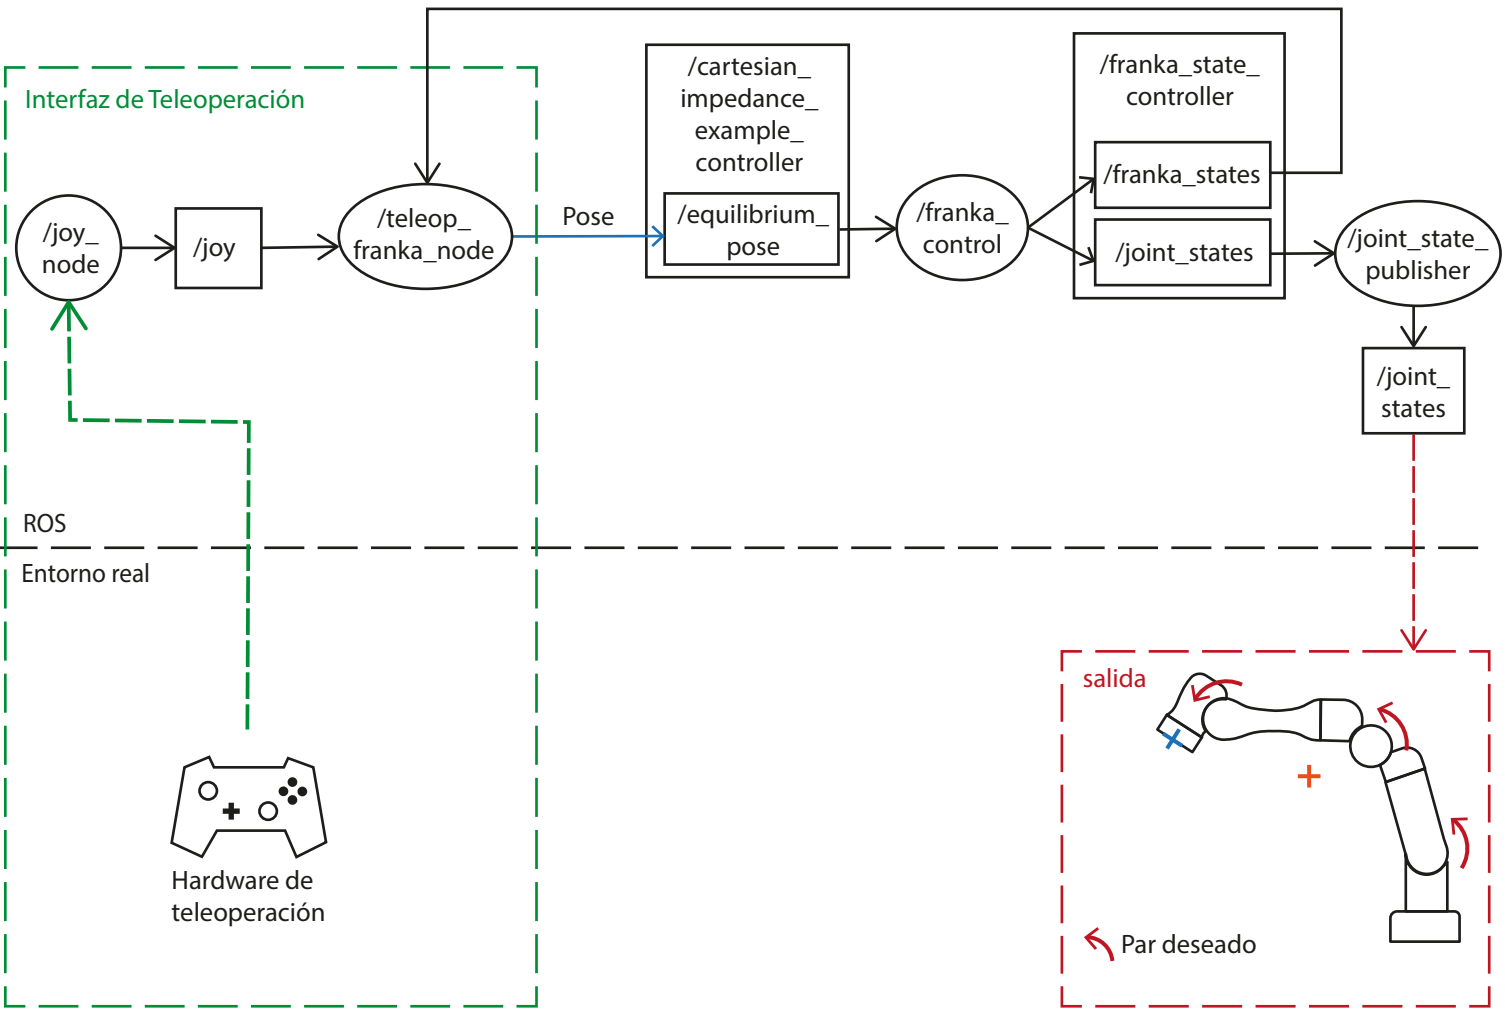 Interfaz de Teleoperación
/joy_
node
/joy
/teleop_
franka_node
Pose
/cartesian_
impedance_
example_
controller
/equilibrium_
pose
/franka_
control
/franka_state_
controller
/franka_states
/joint_states
/joint_state_
publisher
/joint_
states
ROS
Entorno real
Hardware de
teleoperación
salida
Par deseado